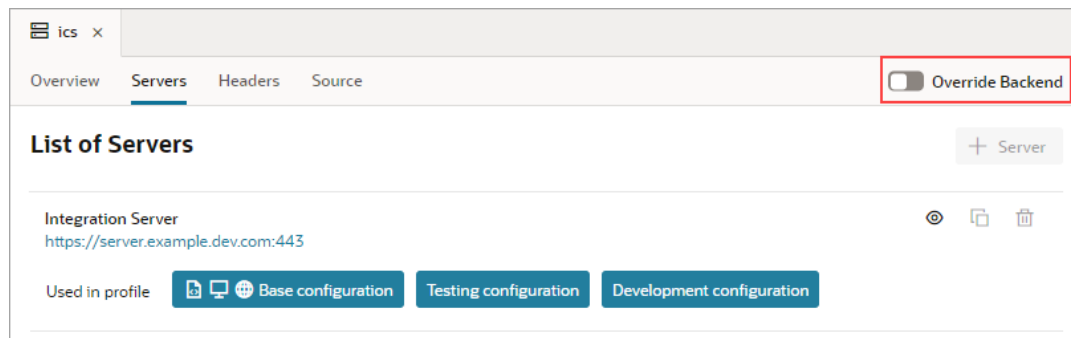 ics
Overview Servers Headers Source Override Backend
List of Servers
+ Server
Integration Server
https://server.example.dev.com:443
Used in profile Base configuration Testing configuration Development configuration